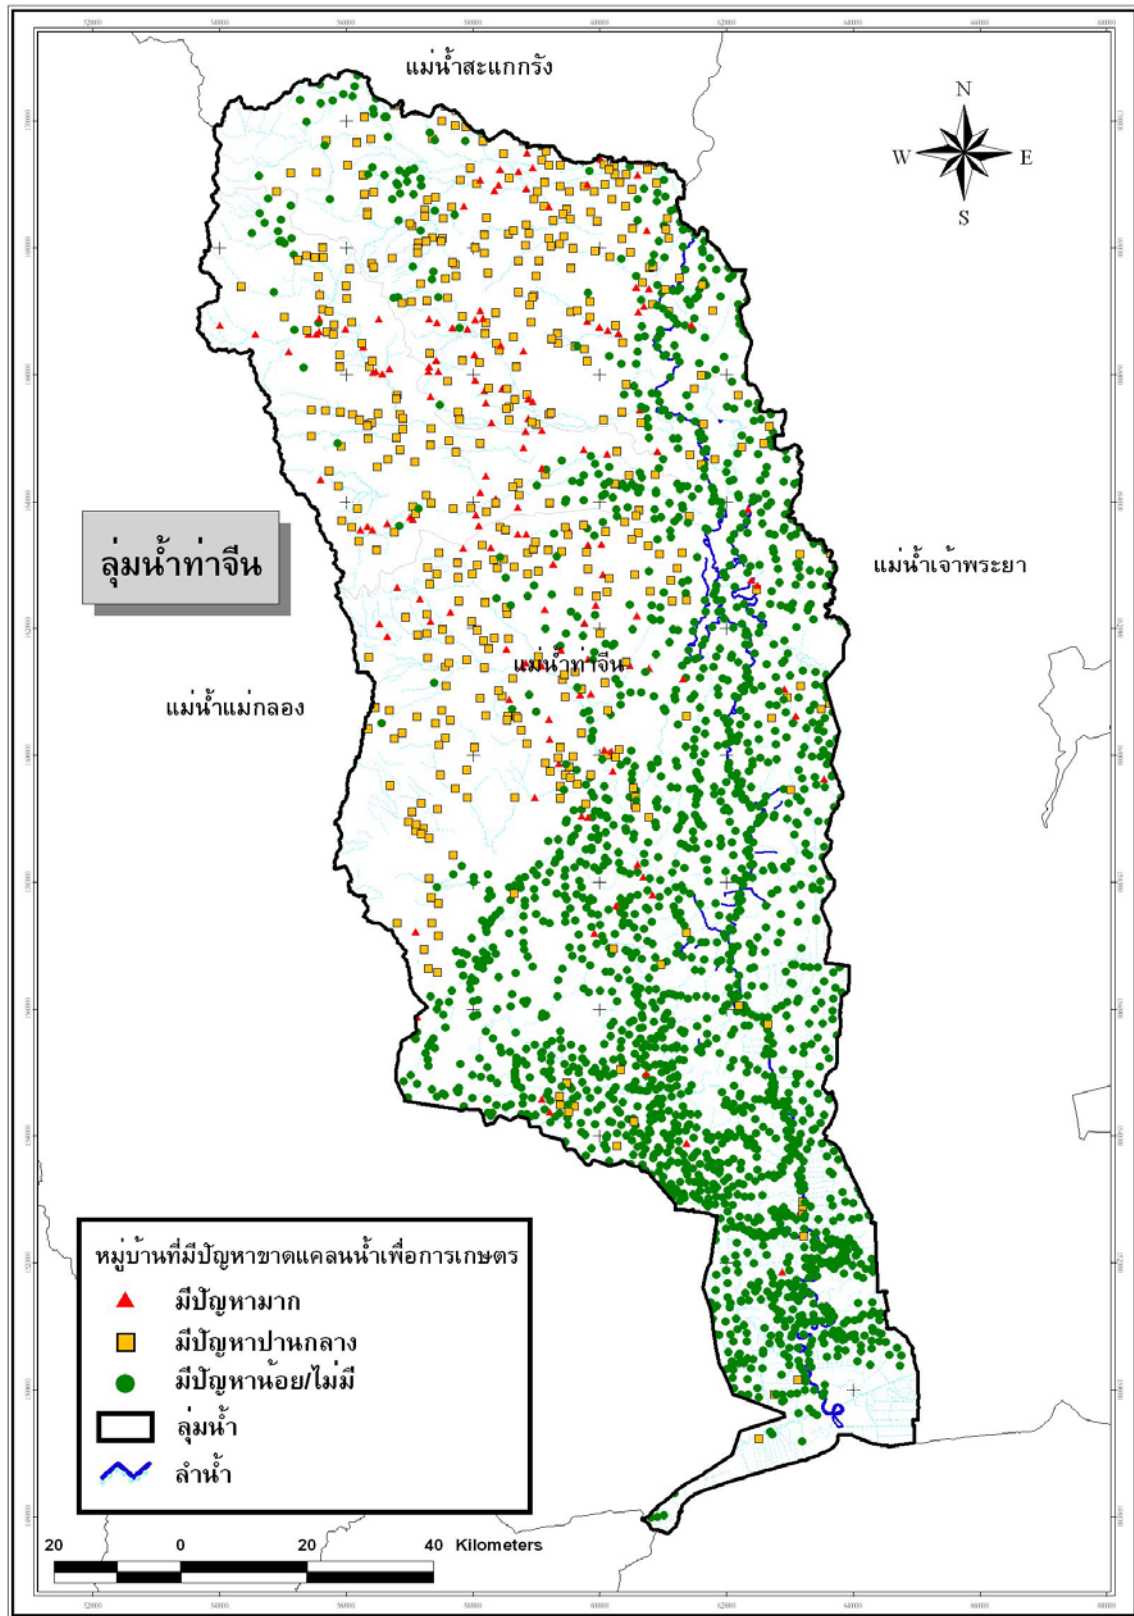 แม่น้ำสะแกกรัง
N
W
E
S
ลุ่มน้ำท่าจีน
แม่น้ำเจ้าพระยา
แม่น้ำท่าจีน
แม่น้ำแม่กลอง
หมู่บ้านที่มีปัญหาขาดแคลนน้ำเพื่อการเกษตร
มีปัญหามาก
มีปัญหาปานกลาง
มีปัญหาน้อย/ไม่มี
ลุ่มน้ำ
ลำน้ำ
20 0 20 40 Kilometers